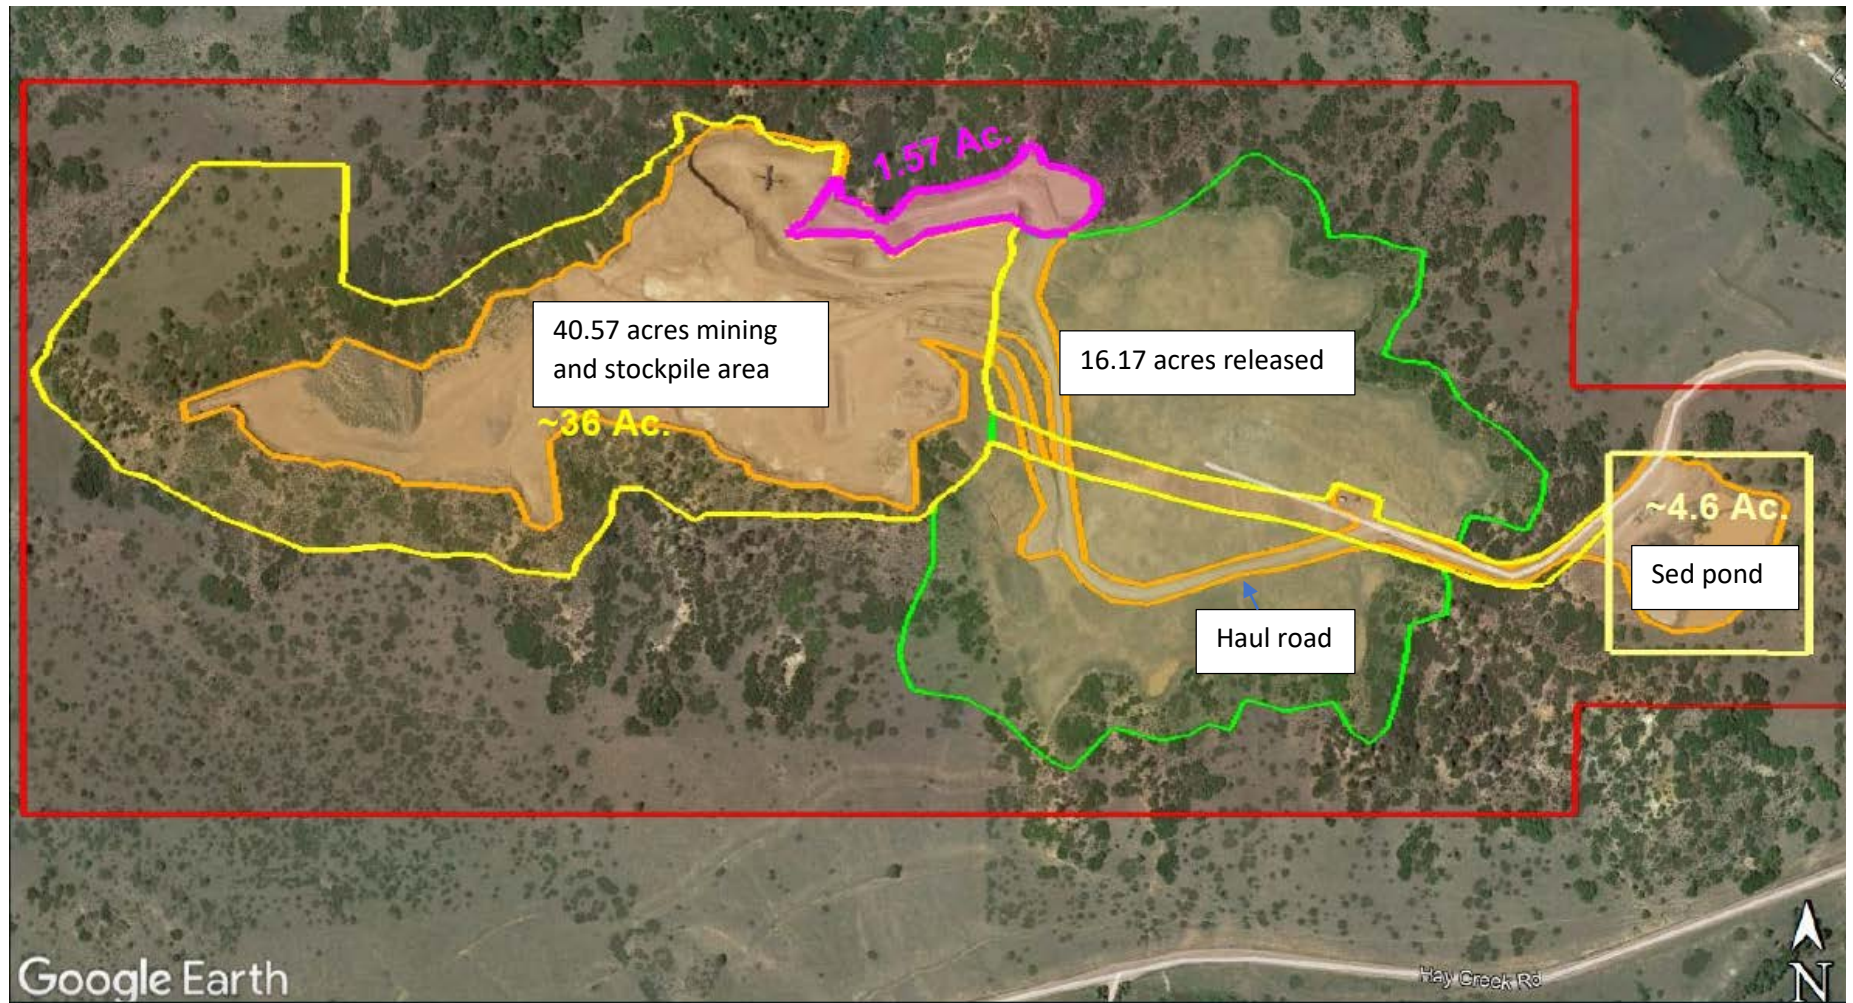 1.57 Ac.
40.57 acres mining
and stockpile area
16.17 acres released
~36 Ac.
~4.6 Ac.
Sed pond
Haul road
Hay Creek Rd
Google Earth
N